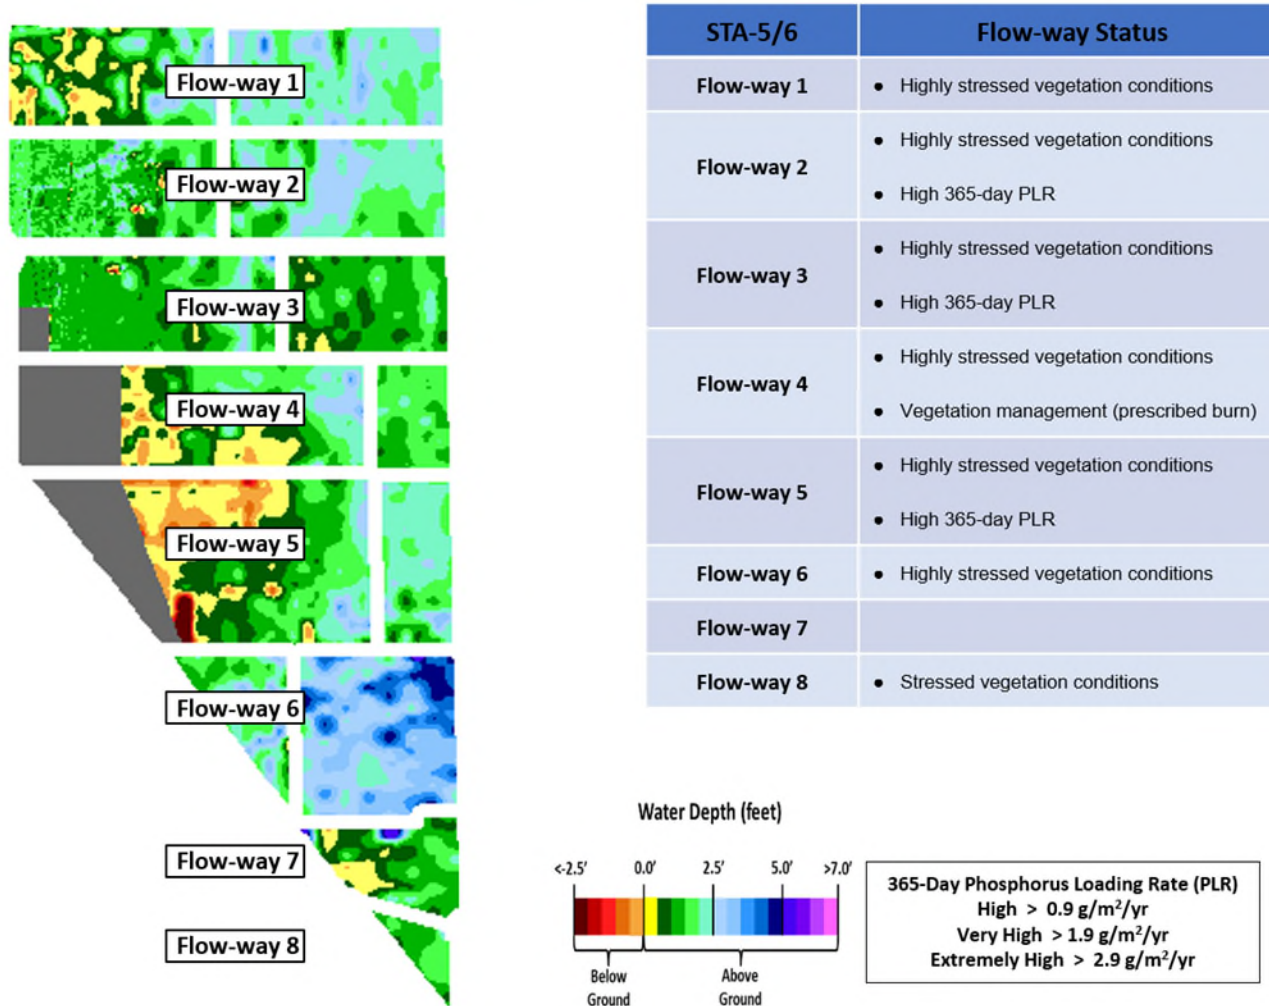 Flow-way 1
Flow-way 2
Flow-way 3
Flow-way 4
Flow-way 5
Flow-way 6
Flow-way 7
Flow-way 8
STA-5/6 Flow-way Status
Flow-way 1 • Highly stressed vegetation conditions
Flow-way 2 • Highly stressed vegetation conditions
• High 365-day PLR
Flow-way 3 • Highly stressed vegetation conditions
• High 365-day PLR
Flow-way 4 • Highly stressed vegetation conditions
• Vegetation management (prescribed burn)
Flow-way 5 • Highly stressed vegetation conditions
• High 365-day PLR
Flow-way 6 • Highly stressed vegetation conditions
Flow-way 7
Flow-way 8 • Stressed vegetation conditions
Water Depth (feet)
<-2.5' 0.0' 2.5' 5.0' >7.0'
Below Ground
Above Ground
365-Day Phosphorus Loading Rate (PLR)
High > 0.9 g/m²/yr
Very High > 1.9 g/m²/yr
Extremely High > 2.9 g/m²/yr